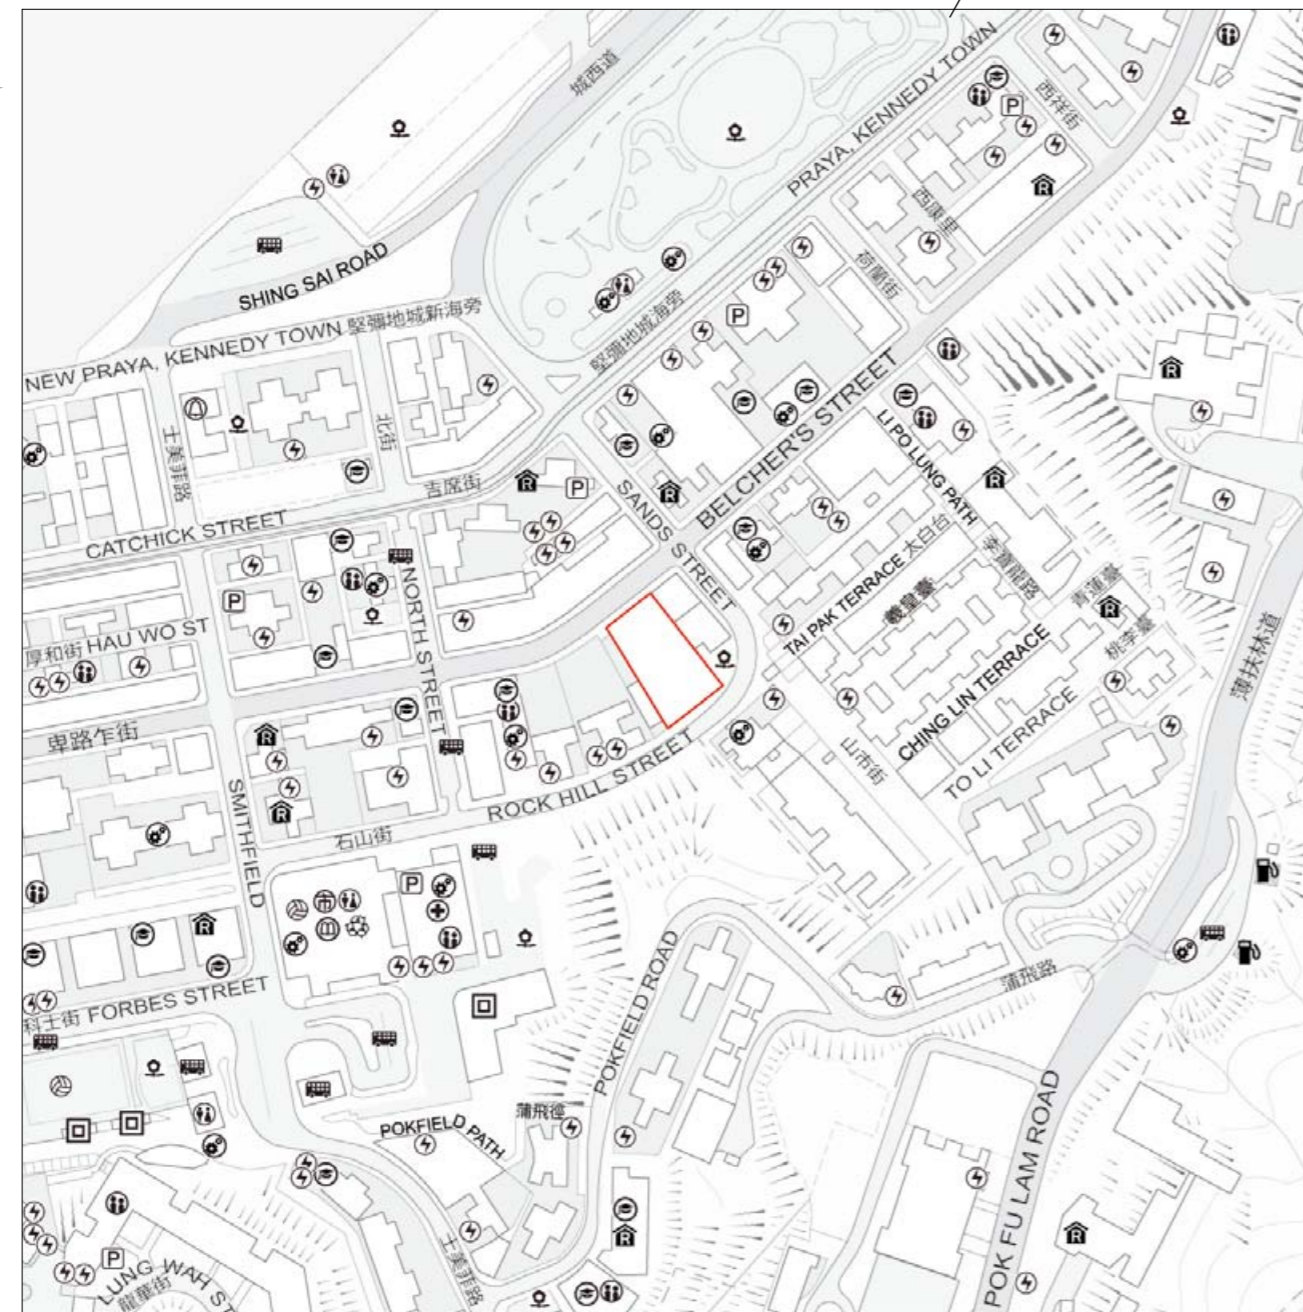 城西道
PRAYA, KENNEDY TOWN
西祥街
P
西康里
SHING SAI ROAD
荷蘭街
NEW PRAYA, KENNEDY TOWN 堅彌地城新海旁
堅彌地城海旁
P
北街
士美菲路
BELCHER'S STREET
LI PO LUNG PATH
吉席街
P
SANDS STREET
CATCHICK STREET
TAI PAK TERRACE 太白台
李寶龍路
羲皇臺
青蓮臺
NORTH STREET
P
厚和街 HAU WO ST
CHING LIN TERRACE
桃李臺
薄扶林道
卑路乍街
山市街
TO LI TERRACE
ROCK HILL STREET
SMITHFIELD
石山街
P
市
POKFIELD ROAD
蒲飛路
科士街 FORBES STREET
蒲飛徑
POKFIELD PATH
POK FU LAM ROAD
士美菲路
P
LUNG WAH ST
龍華街